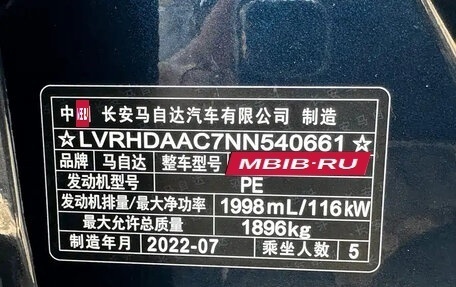 中 长安马自达汽车有限公司 制造
☆LVRHDAAC7NN540661☆
品牌 马自达 整车型号 MBIB-RU
发动机型号 PE
发动机排量/最大净功率 1998mL/116kW
最大允许总质量 1896kg
制造年月 2022-07 乘坐人数 5